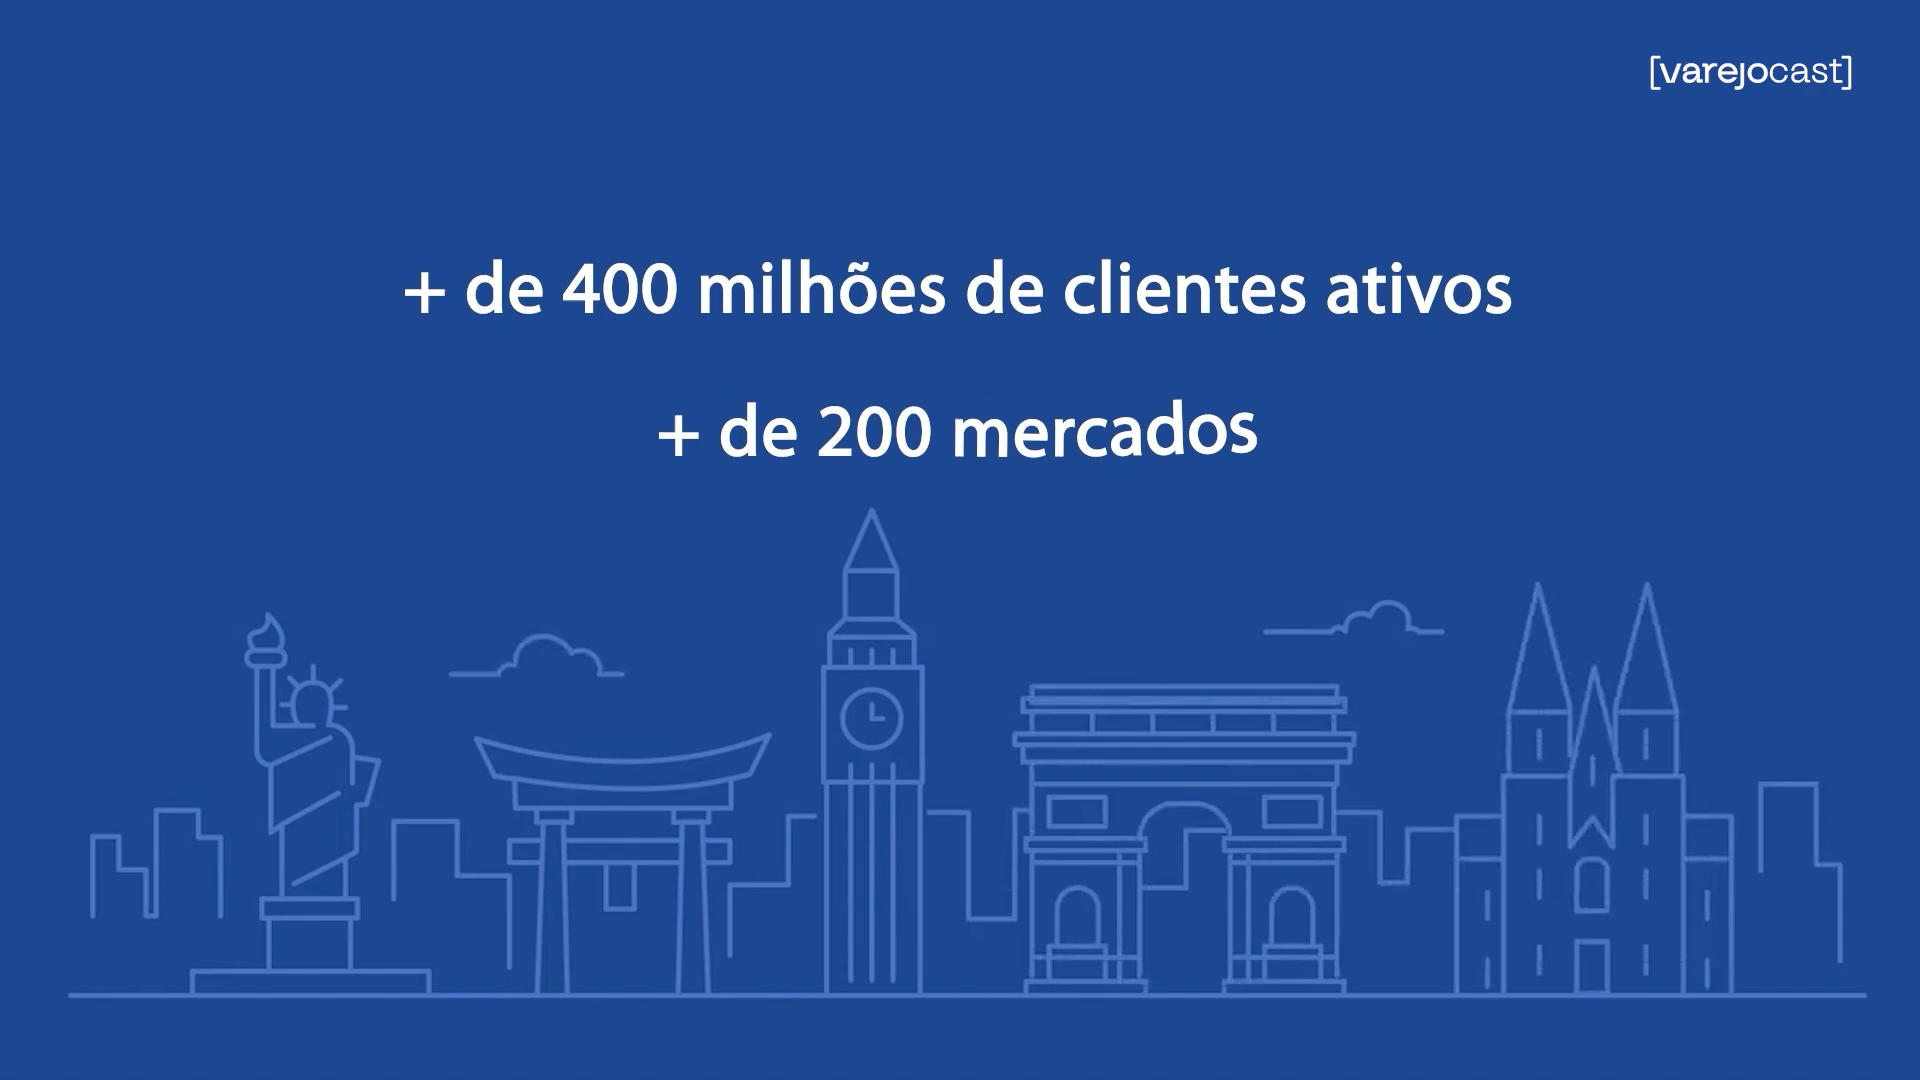 [varejocast]
+ de 400 milhões de clientes ativos
+ de 200 mercados